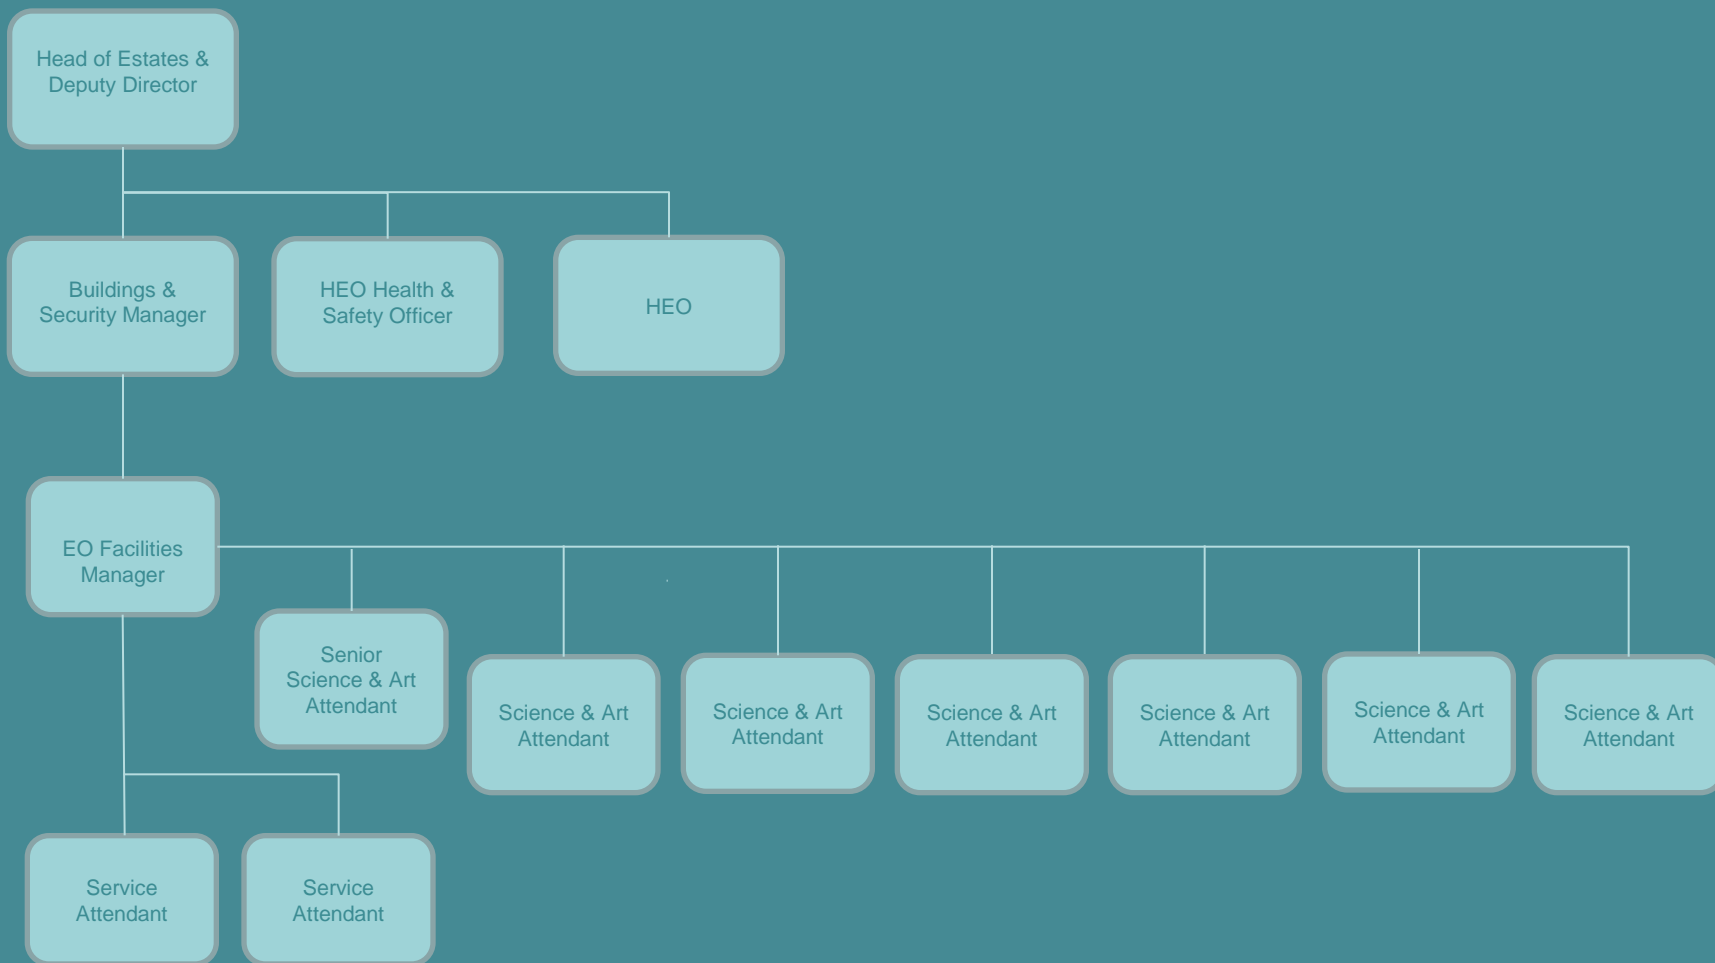 Head of Estates &
Deputy Director
Buildings &
Security Manager
HEO Health &
Safety Officer
HEO
EO Facilities
Manager
Senior
Science & Art
Attendant
Science & Art
Attendant
Science & Art
Attendant
Science & Art
Attendant
Science & Art
Attendant
Science & Art
Attendant
Science & Art
Attendant
Service
Attendant
Service
Attendant